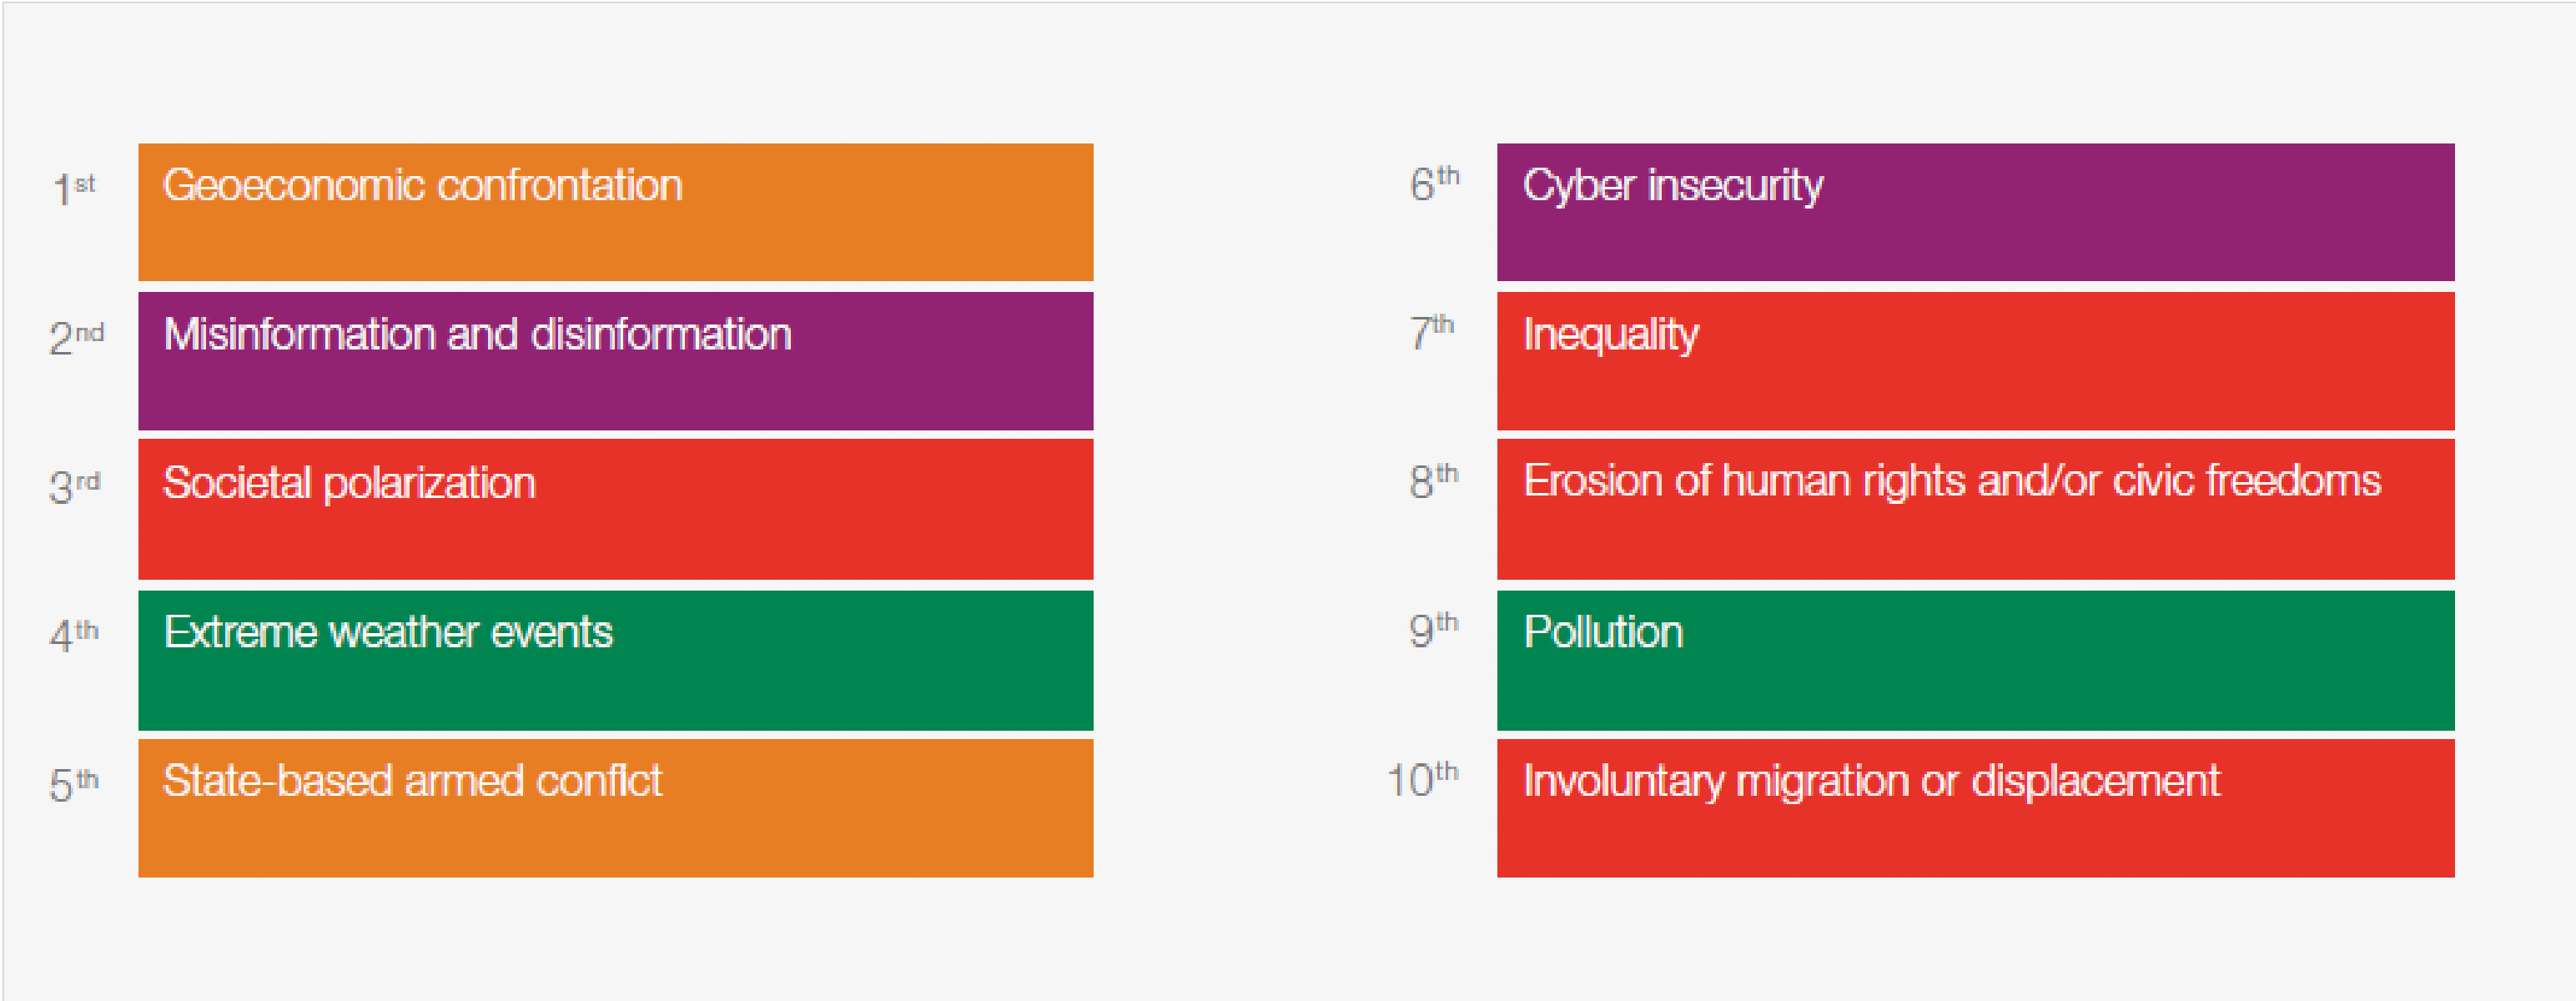 1st Geoeconomic confrontation
2nd Misinformation and disinformation
3rd Societal polarization
4th Extreme weather events
5th State-based armed confict
6th Cyber insecurity
7th Inequality
8th Erosion of human rights and/or civic freedoms
9th Pollution
10th Involuntary migration or displacement